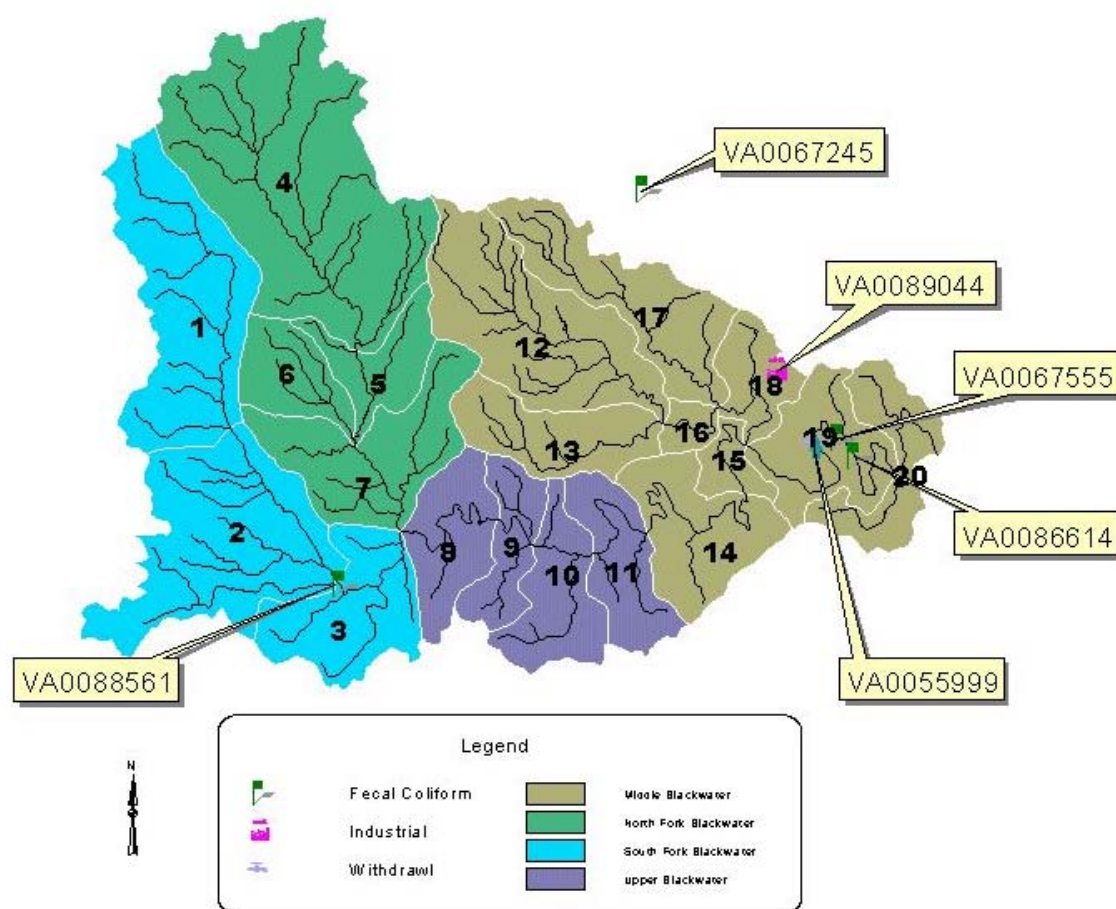 VA0067245
4
VA0089044
1
17
12
VA0067555
6
5
18
16
19
13
15
20
7
2
14
VA0086614
8
9
10
11
3
VA0088561
VA0055999
Legend
N
Fecal Coliform
Middle Blackwater
Industrial
North Fork Blackwater
South Fork Blackwater
Withdrawl
upper Blackwater